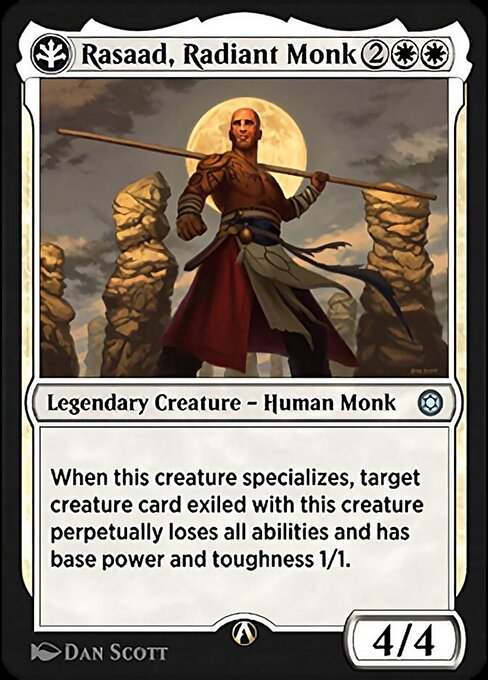 Rasaad, Radiant Monk 2
Legendary Creature – Human Monk
When this creature specializes, target
creature card exiled with this creature
perpetually loses all abilities and has
base power and toughness 1/1.
4/4
DAN SCOTT